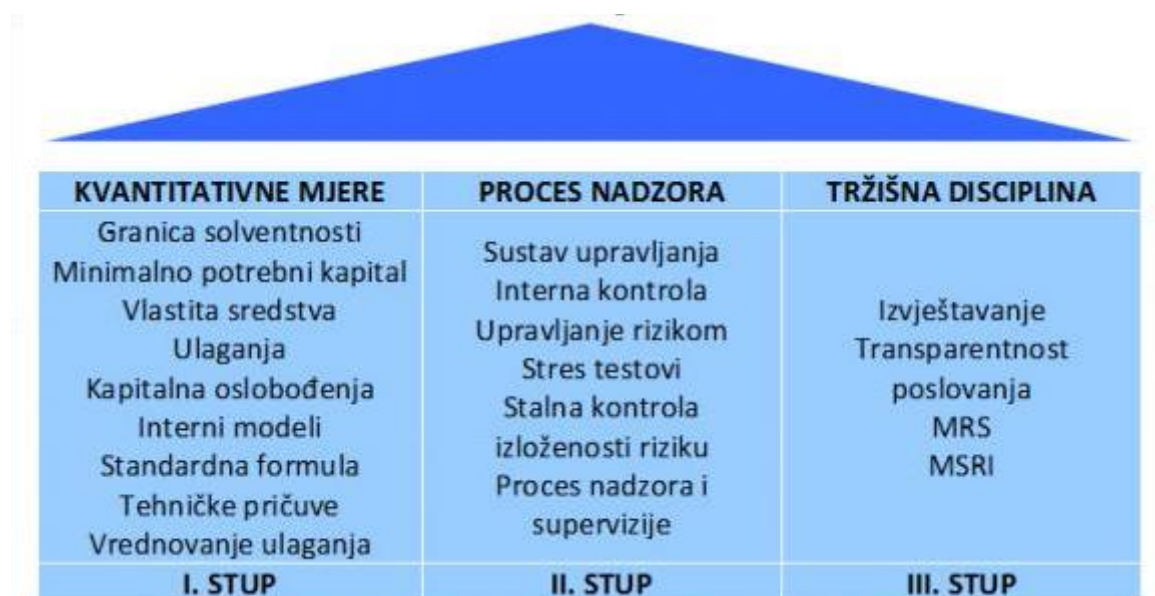 KVANTITATIVNE MJERE
Granica solventnosti
Minimalno potrebni kapital
Vlastita sredstva
Ulaganja
Kapitalna oslobođenja
Interni modeli
Standardna formula
Tehničke pričuve
Vrednovanje ulaganja
I. STUP
PROCES NADZORA
Sustav upravljanja
Interna kontrola
Upravljanje rizikom
Stres testovi
Stalna kontrola
izloženosti riziku
Proces nadzora i
supervizije
II. STUP
TRŽIŠNA DISCIPLINA
Izvještavanje
Transparentnost
poslovanja
MRS
MSRI
III. STUP